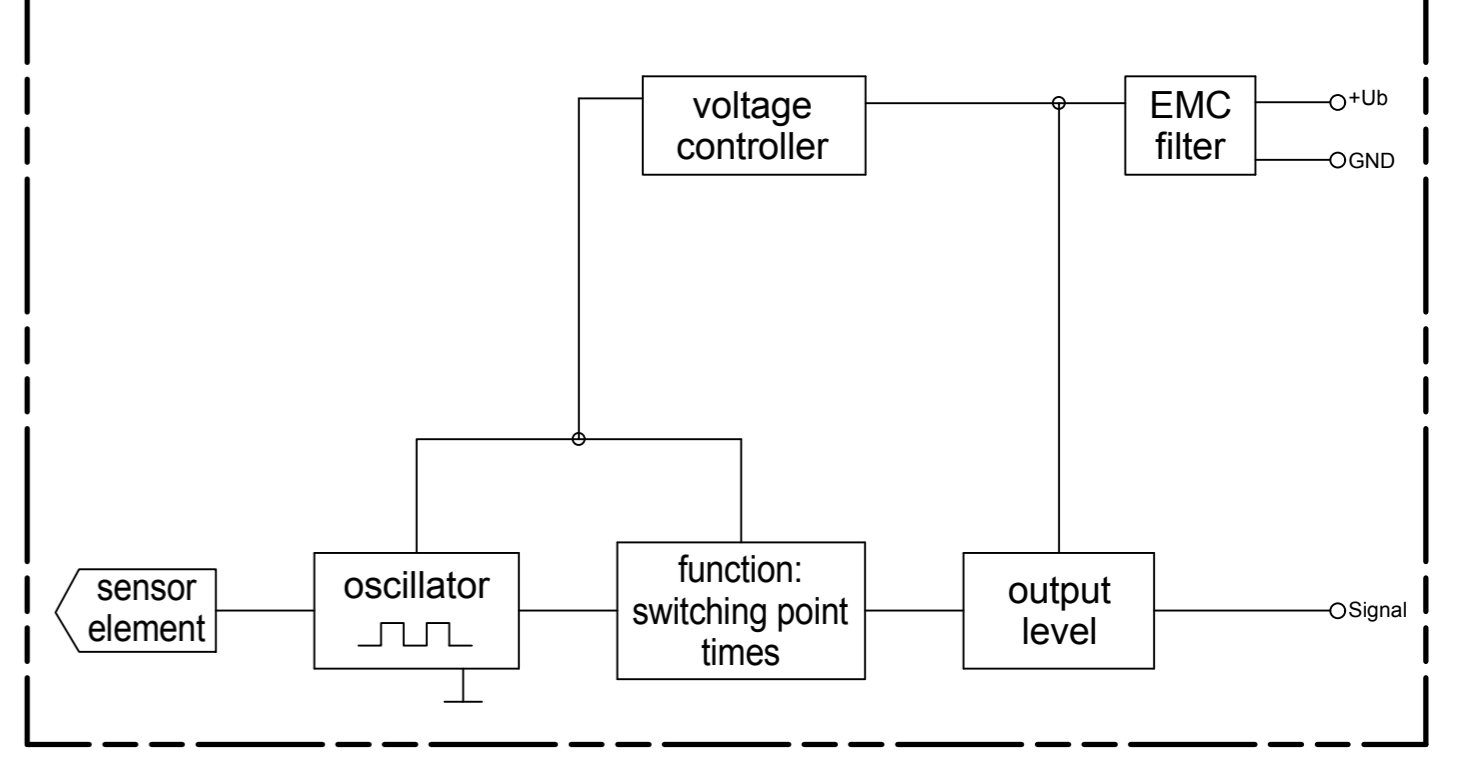 voltage
controller
EMC
filter
+Ub
GND
sensor
element
oscillator
function:
switching point
times
output
level
Signal